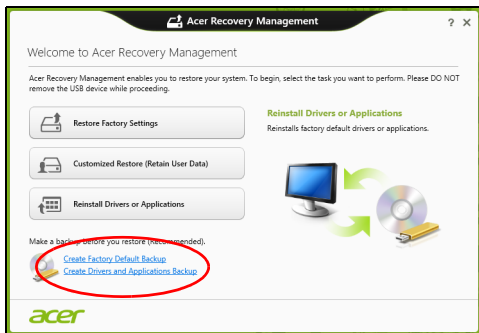 Acer Recovery Management
? ×
Welcome to Acer Recovery Management
Acer Recovery Management enables you to restore your system. To begin, select the task you want to perform. Please DO NOT
remove the USB device while proceeding.
Restore Factory Settings
Customized Restore (Retain User Data)
Reinstall Drivers or Applications
Reinstall Drivers or Applications
Reinstalls factory default drivers or applications.
Make a backup before you restore (Recommended).
Create Factory Default Backup
Create Drivers and Applications Backup
acer